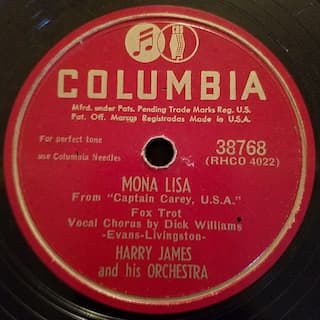 COLUMBIA
Mfrd. under Pats. Pending Trade Marks Reg. U.S.
Pat. Off. Marcas Registradas Made in U.S.A.
For perfect tone
use Columbia Needles
38768
(RHCO 4022)
MONA LISA
From "Captain Carey, U.S.A."
Fox Trot
Vocal Chorus by Dick Williams
-Evans-Livingston-
HARRY JAMES
and his ORCHESTRA